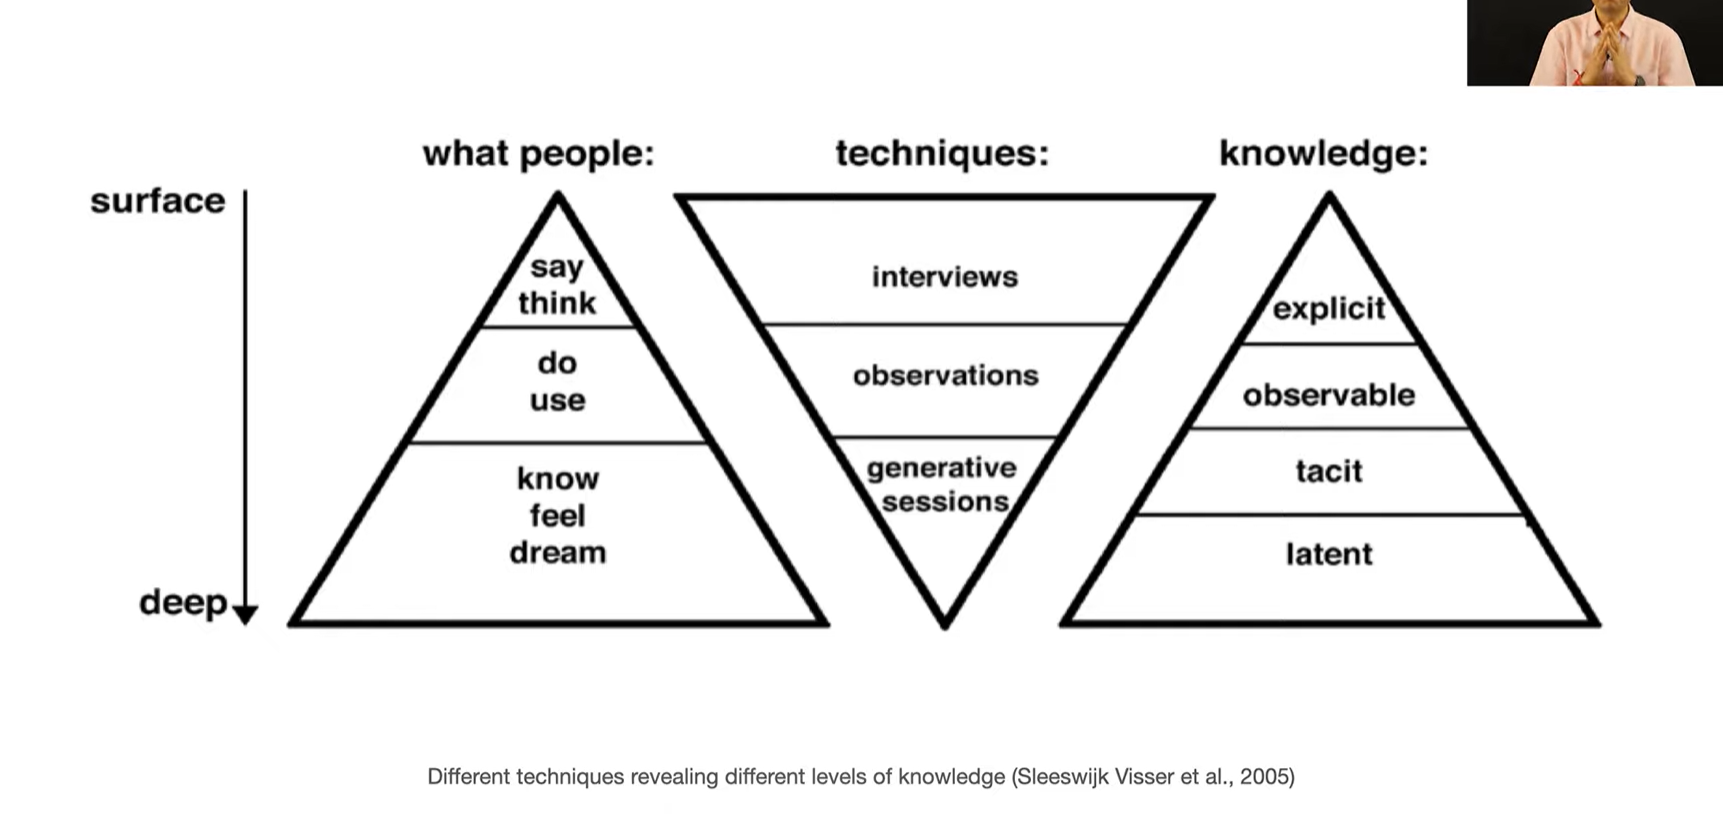 what people:
techniques:
knowledge:
surface
say
think
do
use
know
feel
dream
interviews
observations
generative
sessions
explicit
observable
tacit
latent
deep
Different techniques revealing different levels of knowledge (Sleeswijk Visser et al., 2005)